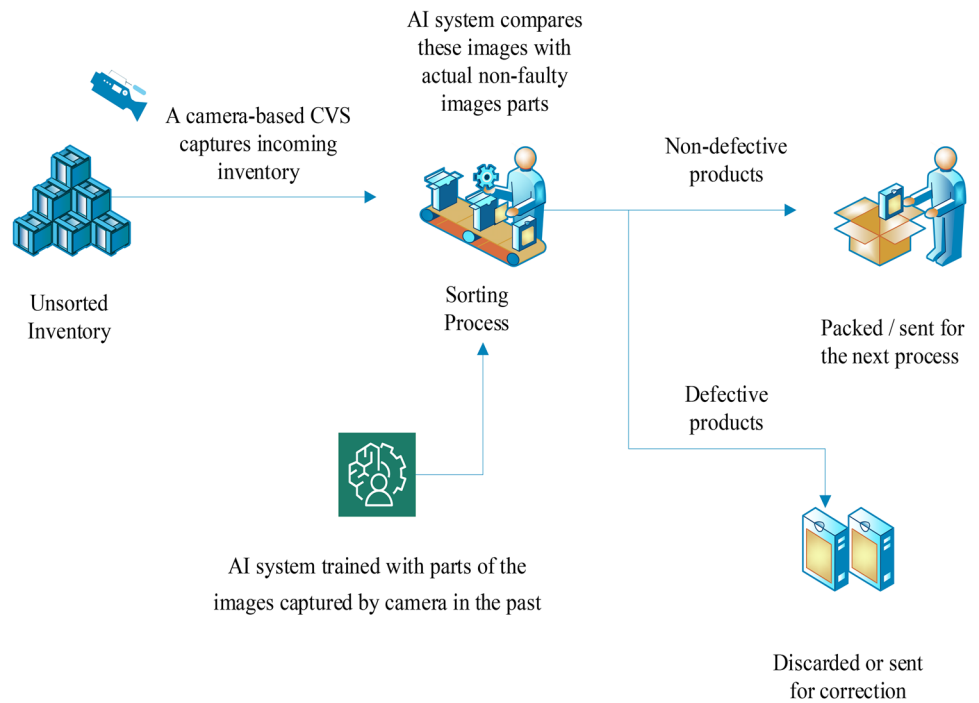 AI system compares
these images with
actual non-faulty
images parts
A camera-based CVS
captures incoming
inventory
Non-defective
products
Unsorted
Inventory
Sorting
Process
Packed / sent for
the next process
Defective
products
AI system trained with parts of the
images captured by camera in the past
Discarded or sent
for correction